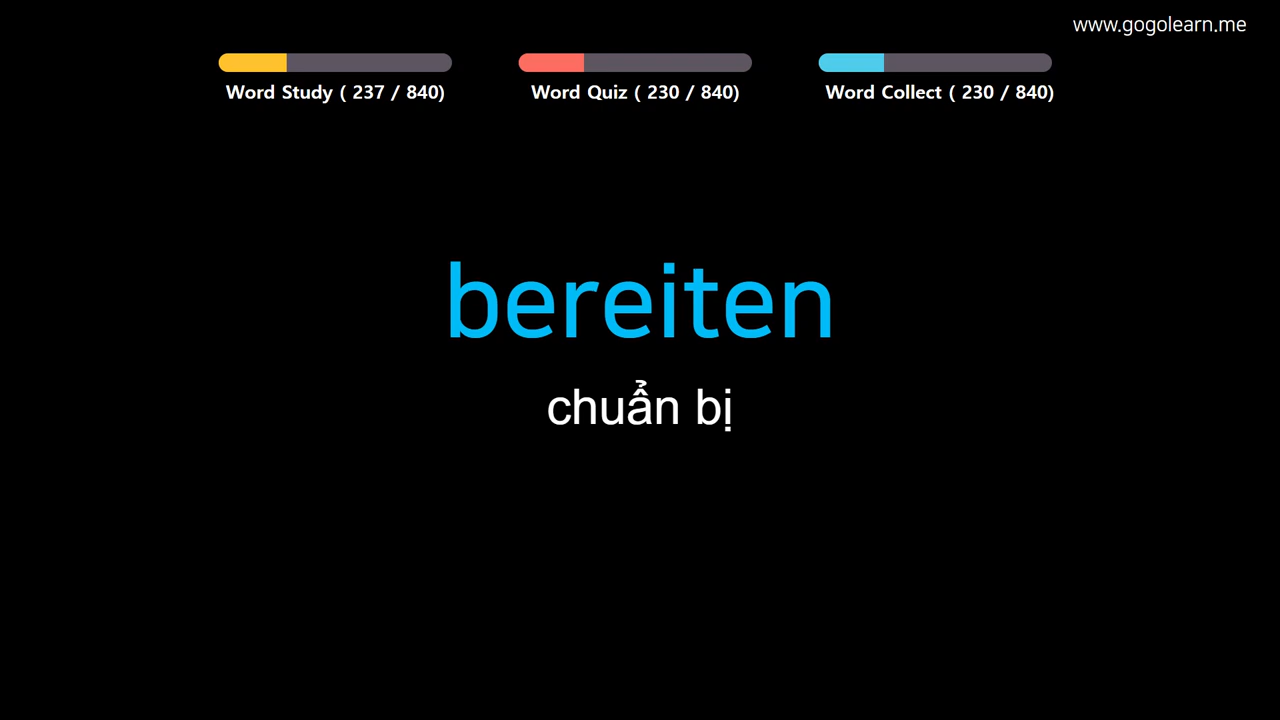 www.gogolearn.me
Word Study ( 237 / 840)
Word Quiz ( 230 / 840)
Word Collect ( 230 / 840)
bereiten
chuẩn bị